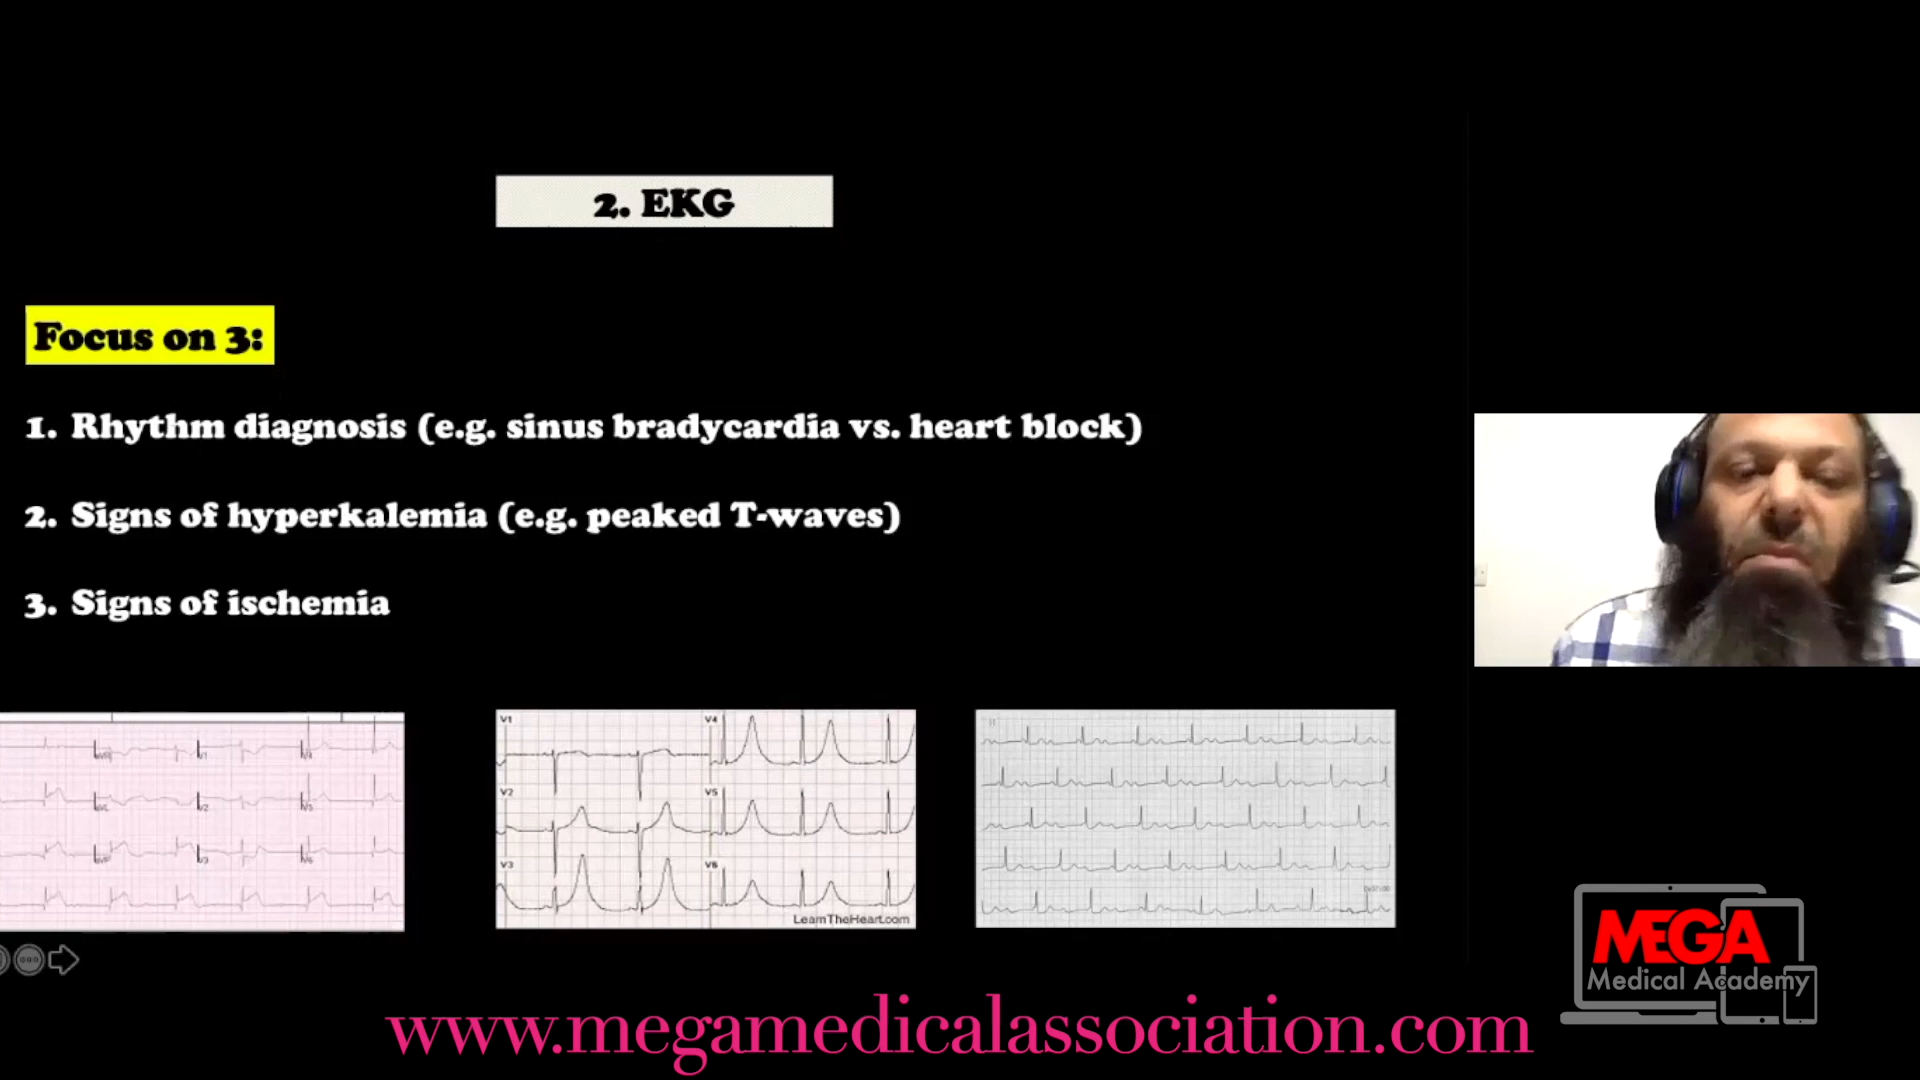 2. EKG
Focus on 3:
1. Rhythm diagnosis (e.g. sinus bradycardia vs. heart block)
2. Signs of hyperkalemia (e.g. peaked T-waves)
3. Signs of ischemia
V1
V4
V2
V5
V3
V6
LearnTheHeart.com
MEGA
Medical Academy
www.megamedicalassociation.com